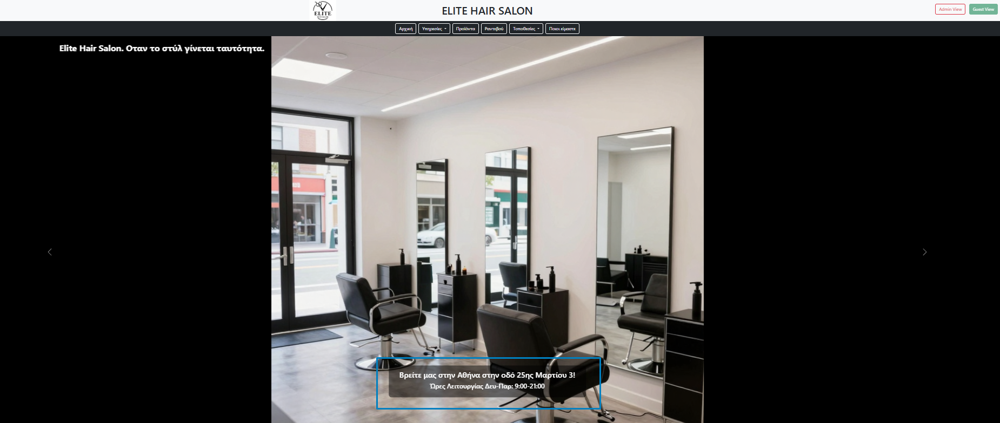 ELITE
HAIR SALON
ELITE HAIR SALON
Admin View
Guest View
Αρχική
Υπηρεσίες
Προϊόντα
Ραντεβού
Τοποθεσίες
Ποιοι είμαστε
Elite Hair Salon. Οταν το στύλ γίνεται ταυτότητα.
Βρείτε μας στην Αθήνα στην οδό 25ης Μαρτίου 3!
Ώρες Λειτουργίας Δευ-Παρ: 9:00-21:00